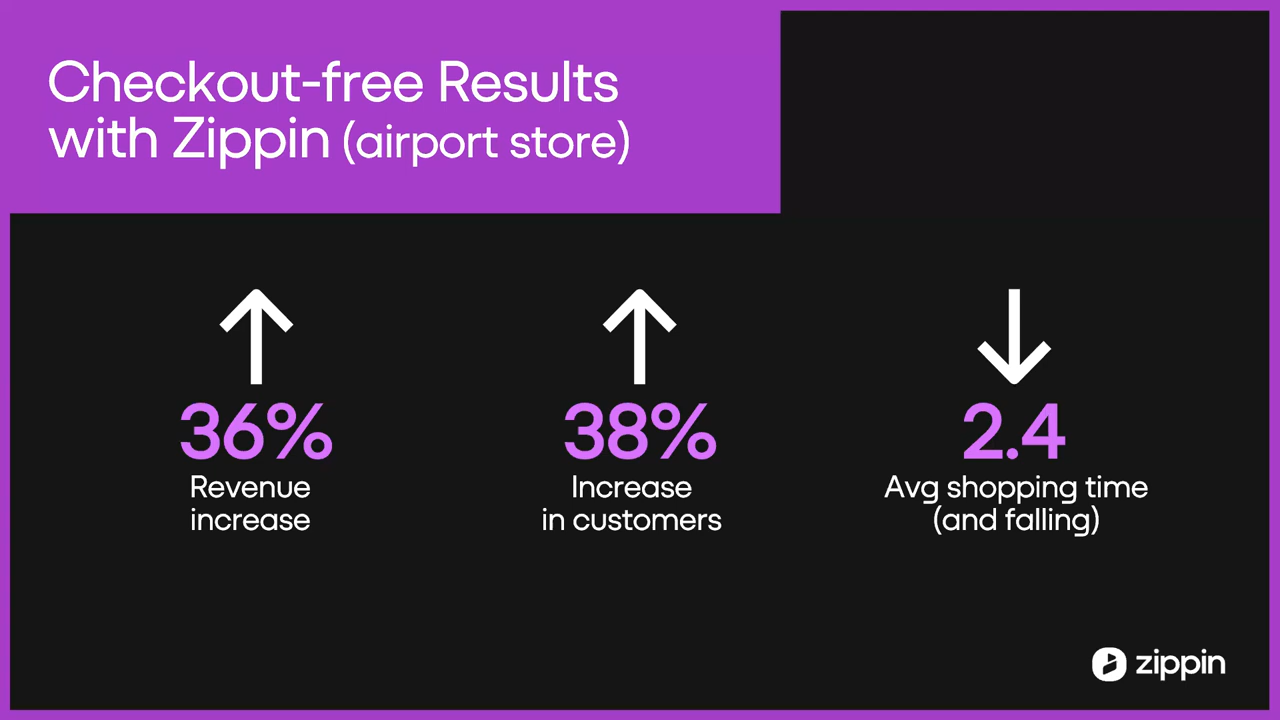 Checkout-free Results
with Zippin (airport store)
36%
Revenue
increase
38%
Increase
in customers
2.4
Avg shopping time
(and falling)
zippin